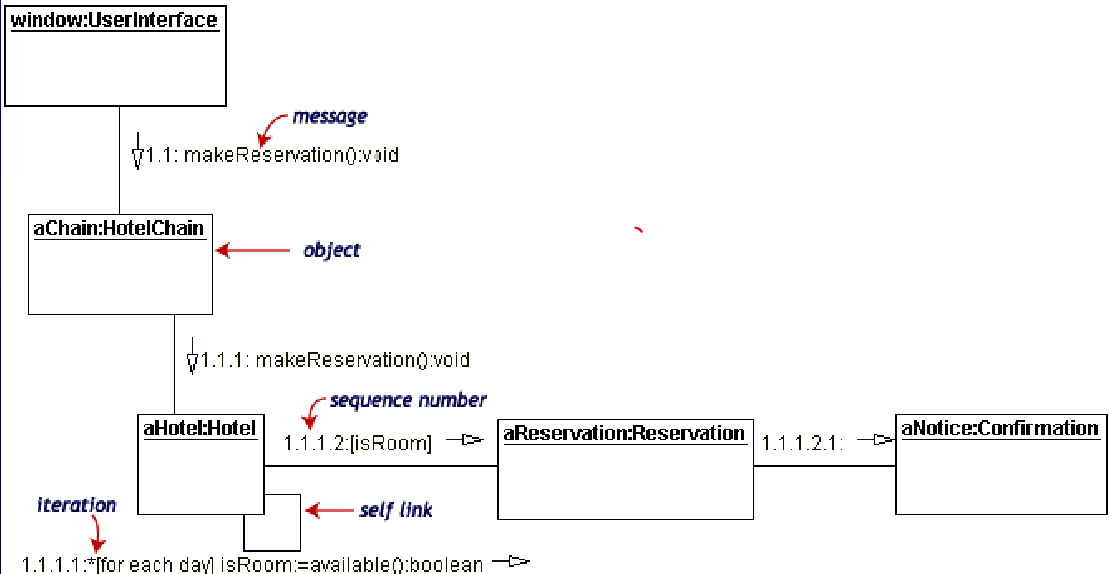 window:UserInterface
message
1.1: makeReservation():void
aChain:HotelChain
object
1.1.1: makeReservation():void
sequence number
aHotel:Hotel
1.1.1.2:[isRoom]
aReservation:Reservation
1.1.1.2.1:
aNotice:Confirmation
iteration
self link
1.1.1.1:*[for each day] isRoom:=available():boolean